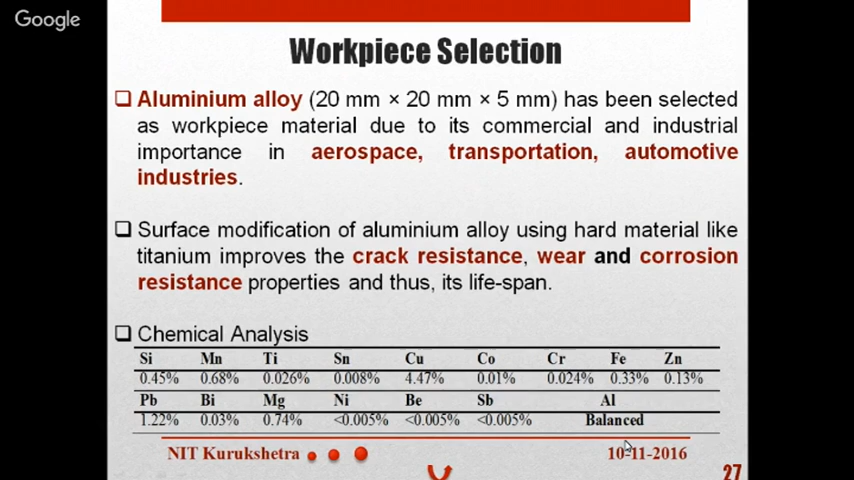 Google
Workpiece Selection
❑ Aluminium alloy (20 mm × 20 mm × 5 mm) has been selected
as workpiece material due to its commercial and industrial
importance in aerospace, transportation, automotive
industries.
❑ Surface modification of aluminium alloy using hard material like
titanium improves the crack resistance, wear and corrosion
resistance properties and thus, its life-span.
❑ Chemical Analysis
Si Mn Ti Sn Cu Co Cr Fe Zn
0.45% 0.68% 0.026% 0.008% 4.47% 0.01% 0.024% 0.33% 0.13%
Pb Bi Mg Ni Be Sb Al
1.22% 0.03% 0.74% <0.005% <0.005% <0.005% Balanced
NIT Kurukshetra 10-11-2016
27